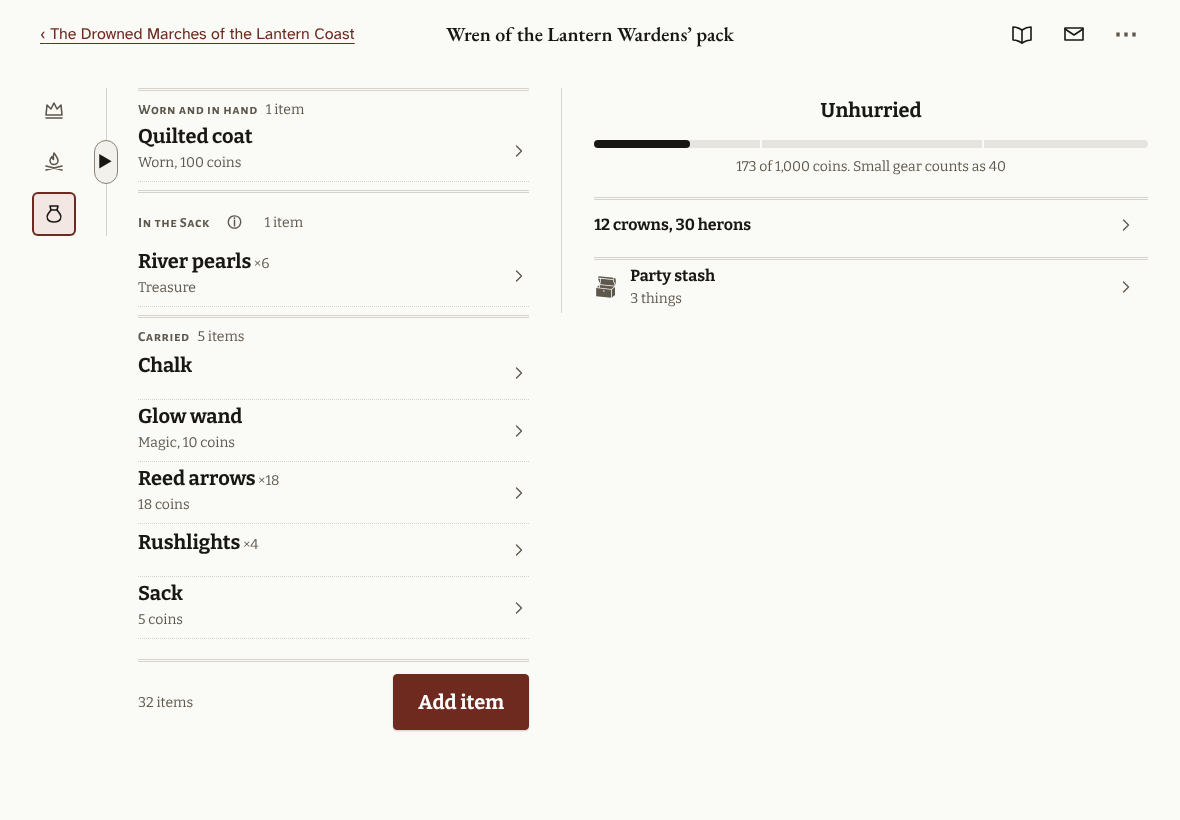 ‹ The Drowned Marches of the Lantern Coast
Wren of the Lantern Wardens’ pack
Worn and in hand 1 item
Quilted coat
Worn, 100 coins
In the Sack 1 item
River pearls ×6
Treasure
Carried 5 items
Chalk
Glow wand
Magic, 10 coins
Reed arrows ×18
18 coins
Rushlights ×4
Sack
5 coins
32 items
Add item
Unhurried
173 of 1,000 coins. Small gear counts as 40
12 crowns, 30 herons
Party stash
3 things